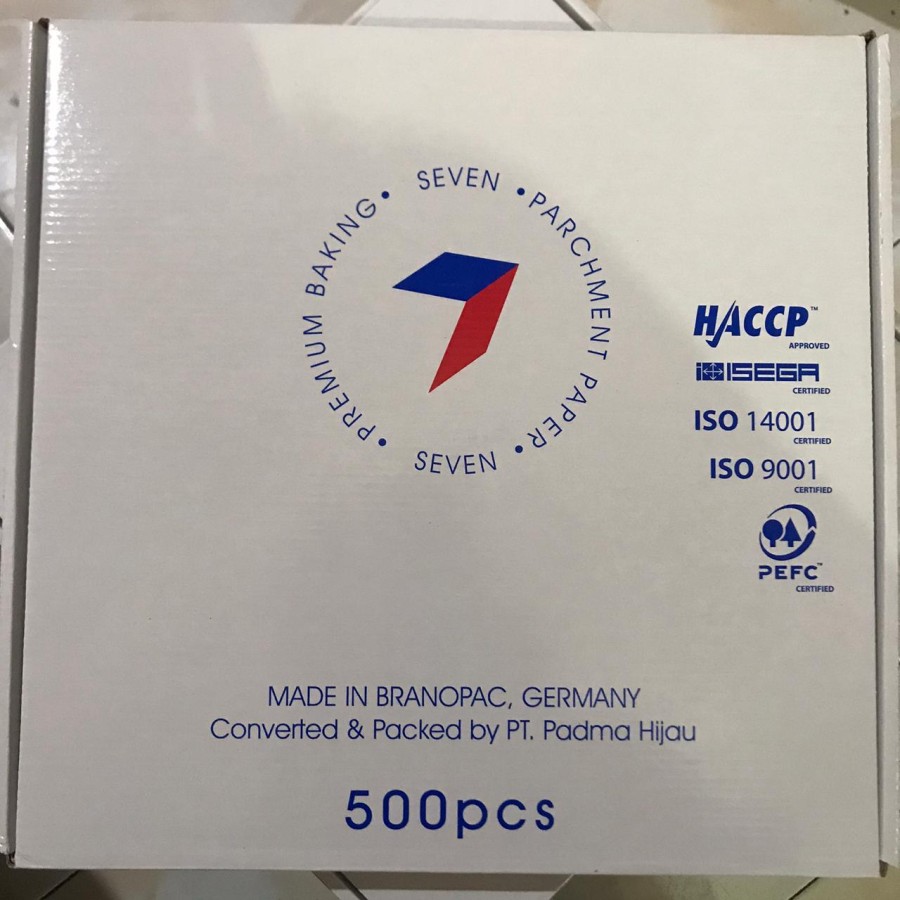 SEVEN • PARCHMENT PAPER • SEVEN • PREMIUM BAKING •
HACCP™
APPROVED
ISEGA
CERTIFIED
ISO 14001
CERTIFIED
ISO 9001
CERTIFIED
PEFC™
CERTIFIED
MADE IN BRANOPAC, GERMANY
Converted & Packed by PT. Padma Hijau
500pcs